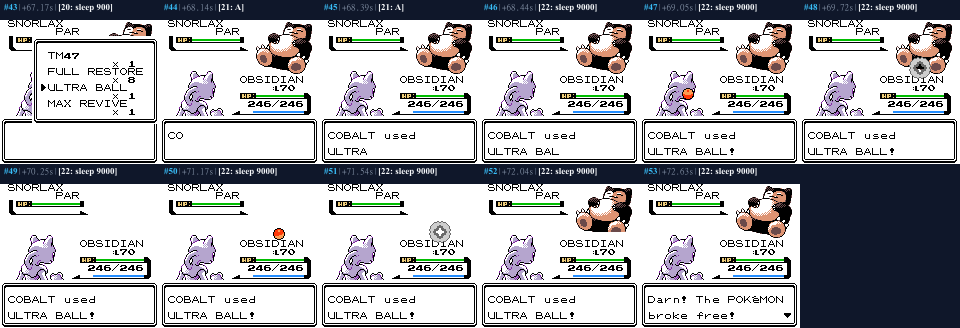 #43|+67.17s|[20: sleep 900]
SNORLAX
PAR
HP:
TM47
× 1
FULL RESTORE
× 8
▶ULTRA BALL
× 1
MAX REVIVE
× 1
#44|+68.14s|[21: A]
SNORLAX
PAR
HP:
OBSIDIAN
:L70
HP:
246/246
CO
#45|+68.39s|[21: A]
SNORLAX
PAR
HP:
OBSIDIAN
:L70
HP:
246/246
COBALT used
ULTRA
#46|+68.44s|[22: sleep 9000]
SNORLAX
PAR
HP:
OBSIDIAN
:L70
HP:
246/246
COBALT used
ULTRA BAL
#47|+69.05s|[22: sleep 9000]
SNORLAX
PAR
HP:
OBSIDIAN
:L70
HP:
246/246
COBALT used
ULTRA BALL!
#48|+69.72s|[22: sleep 9000]
SNORLAX
PAR
HP:
OBSIDIAN
:L70
HP:
246/246
COBALT used
ULTRA BALL!
#49|+70.25s|[22: sleep 9000]
SNORLAX
PAR
HP:
OBSIDIAN
:L70
HP:
246/246
COBALT used
ULTRA BALL!
#50|+71.17s|[22: sleep 9000]
SNORLAX
PAR
HP:
OBSIDIAN
:L70
HP:
246/246
COBALT used
ULTRA BALL!
#51|+71.54s|[22: sleep 9000]
SNORLAX
PAR
HP:
OBSIDIAN
:L70
HP:
246/246
COBALT used
ULTRA BALL!
#52|+72.04s|[22: sleep 9000]
SNORLAX
PAR
HP:
OBSIDIAN
:L70
HP:
246/246
COBALT used
ULTRA BALL!
#53|+72.63s|[22: sleep 9000]
SNORLAX
PAR
HP:
OBSIDIAN
:L70
HP:
246/246
Darn! The POKéMON
broke free!